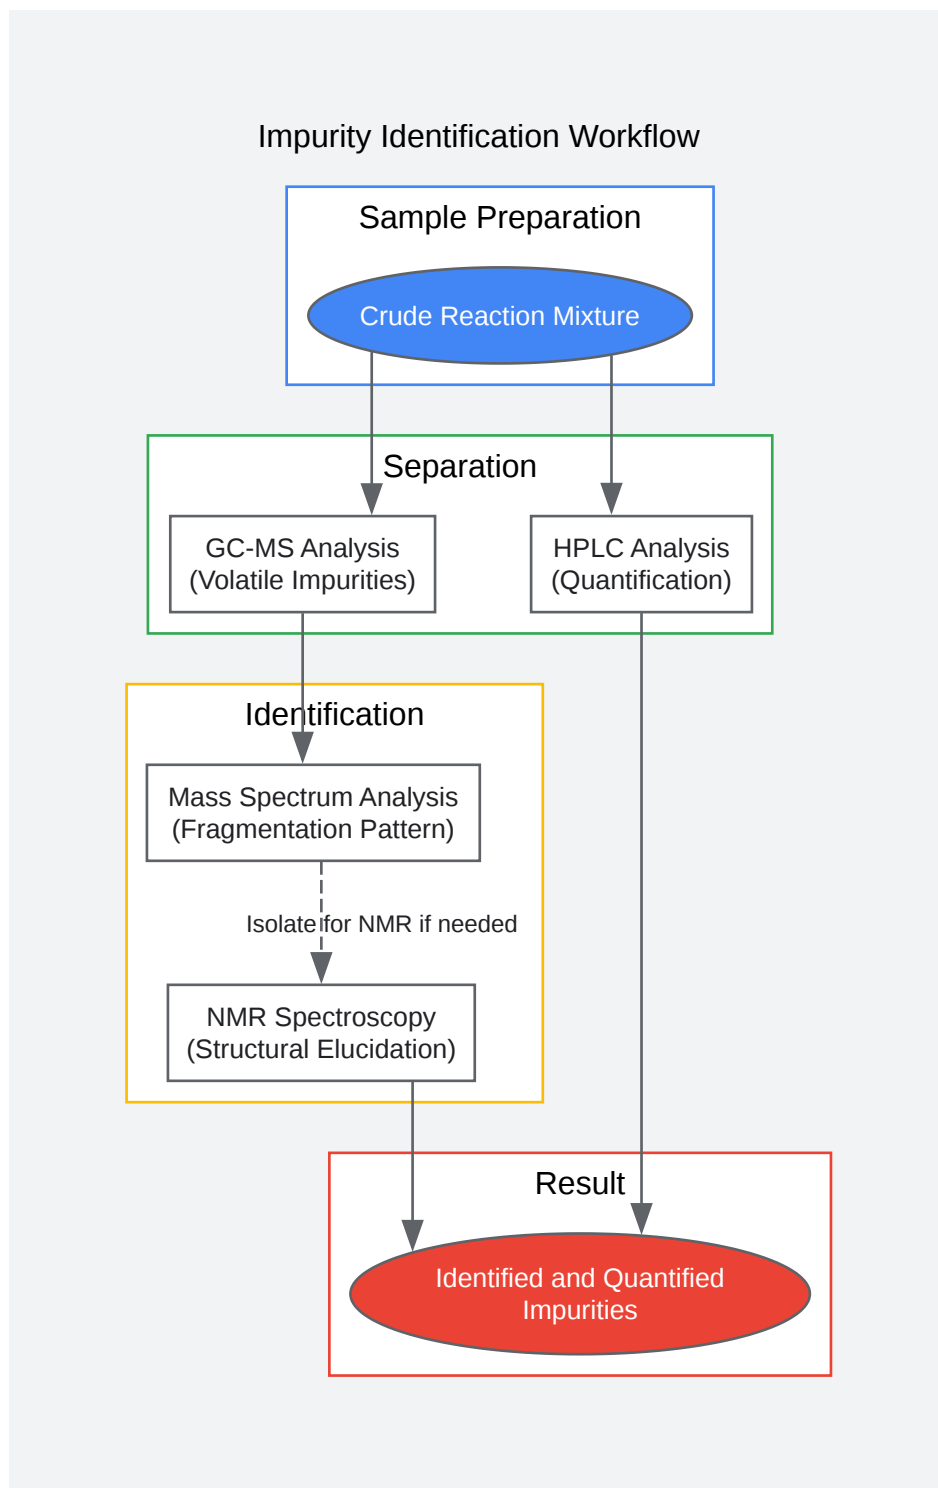 Impurity Identification Workflow
Sample Preparation
Crude Reaction Mixture
Separation
GC-MS Analysis
(Volatile Impurities)
HPLC Analysis
(Quantification)
Identification
Mass Spectrum Analysis
(Fragmentation Pattern)
Isolate for NMR if needed
NMR Spectroscopy
(Structural Elucidation)
Result
Identified and Quantified
Impurities